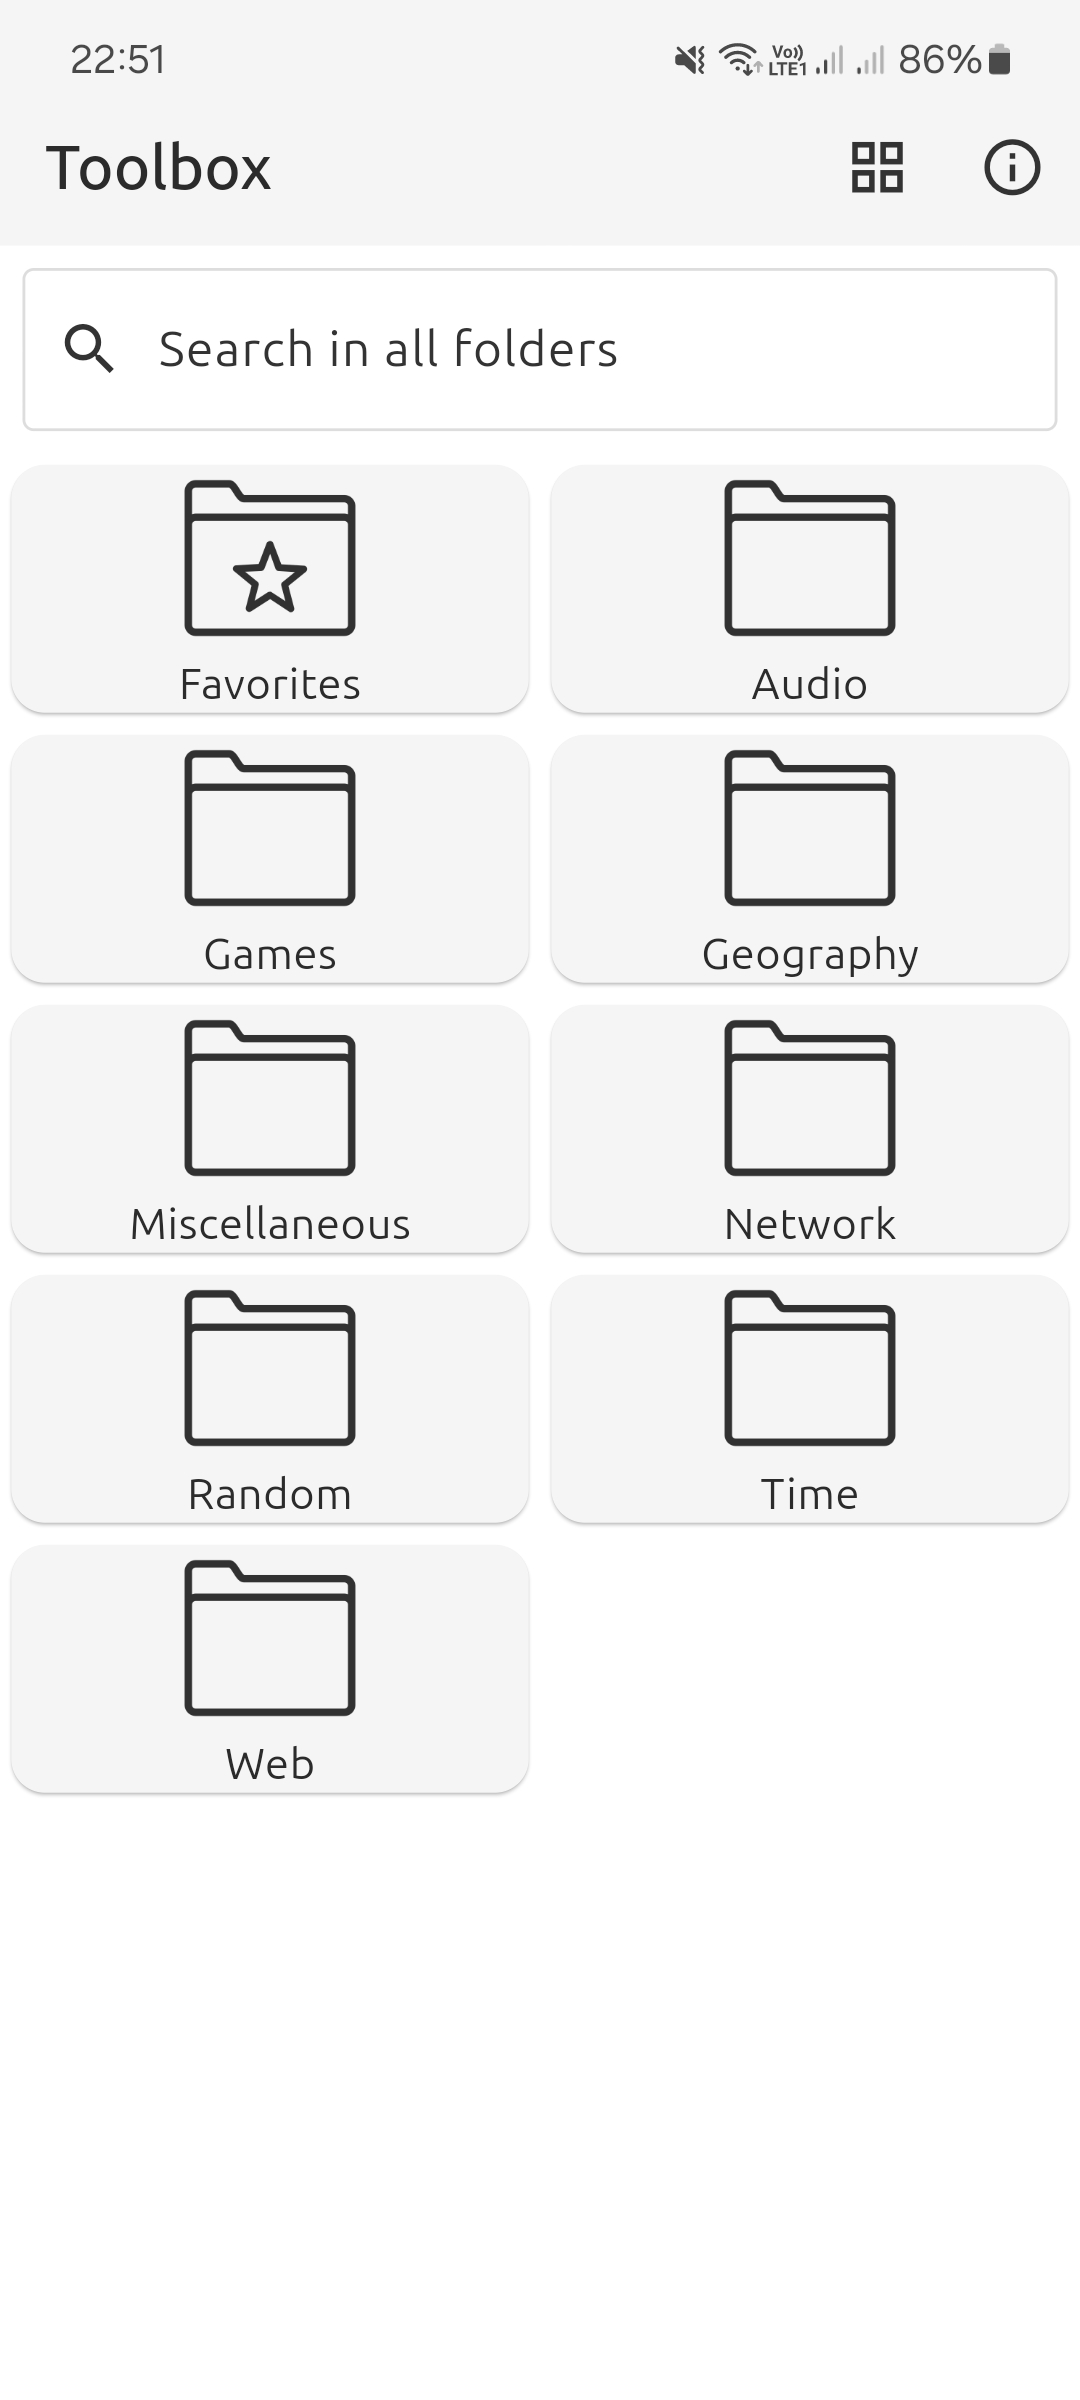 22:51 Vo)) LTE1 86%
Toolbox
Search in all folders
Favorites Audio
Games Geography
Miscellaneous Network
Random Time
Web